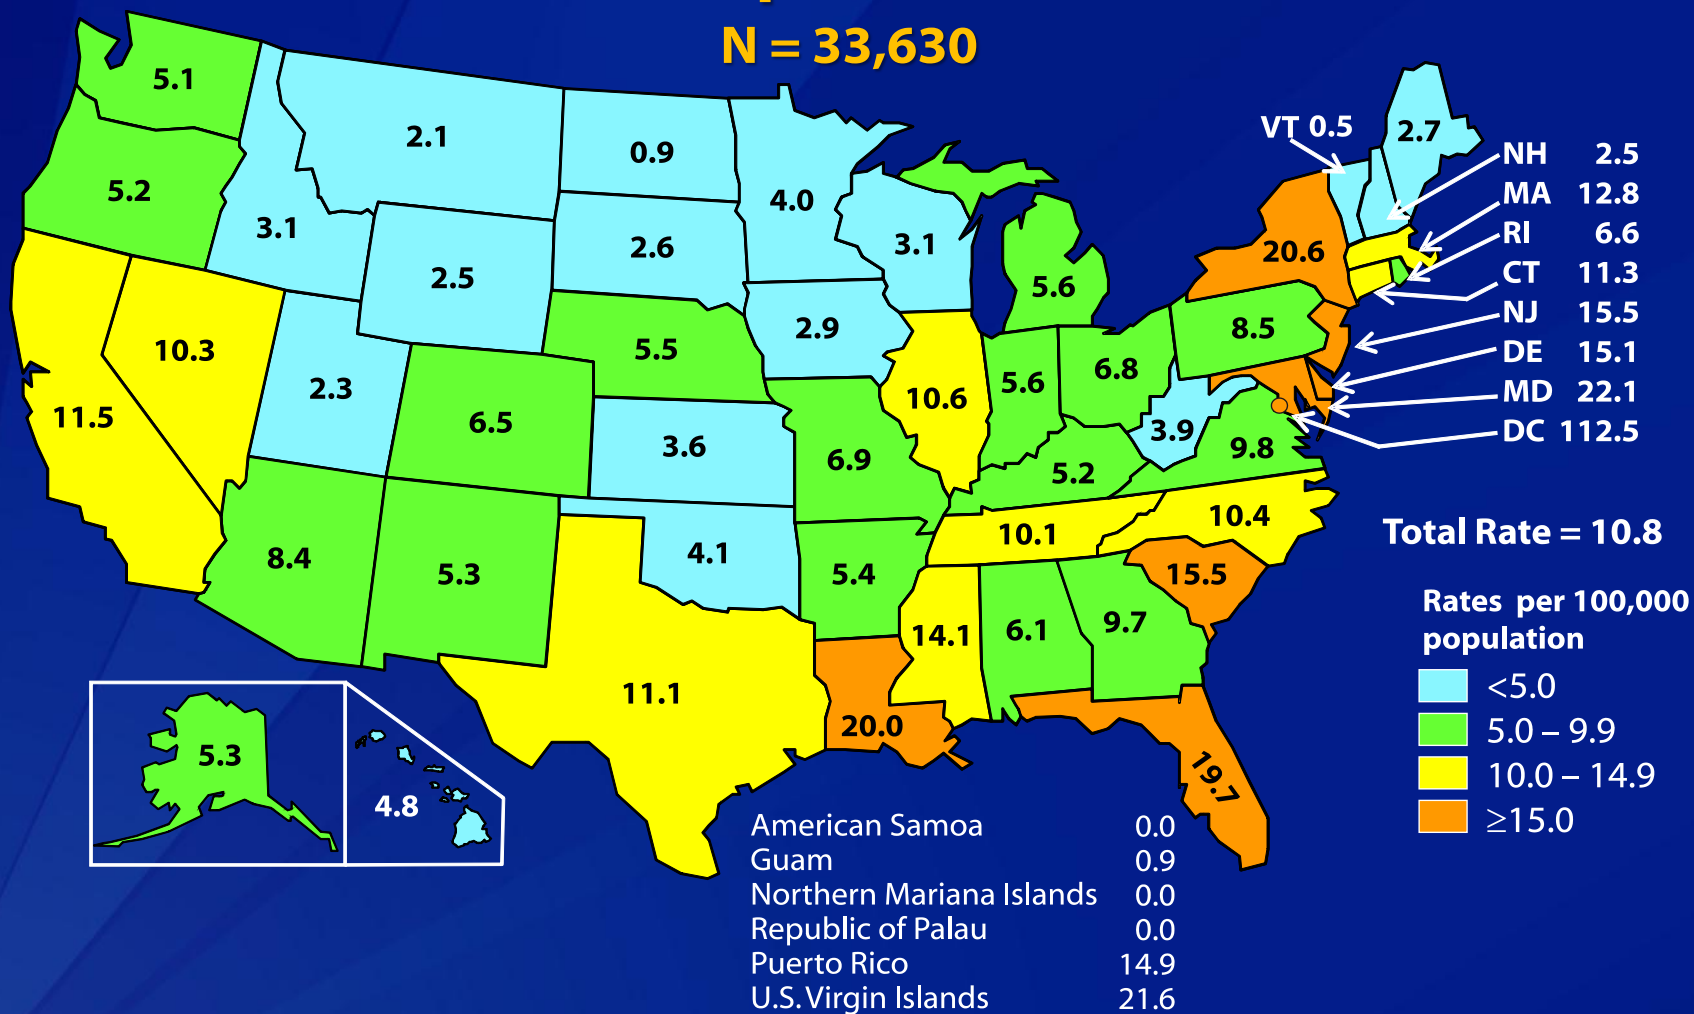 N = 33,630
5.1
2.1
0.9
4.0
VT 0.5
2.7
NH 2.5
MA 12.8
RI 6.6
CT 11.3
NJ 15.5
DE 15.1
MD 22.1
DC 112.5
5.2
3.1
2.5
2.6
3.1
5.6
20.6
10.3
2.3
5.5
2.9
8.5
11.5
6.5
3.6
6.9
10.6
5.6
6.8
3.9
9.8
5.2
8.4
5.3
4.1
5.4
10.1
10.4
15.5
14.1
6.1
9.7
11.1
20.0
19.7
5.3
4.8
Total Rate = 10.8
Rates per 100,000
population
<5.0
5.0 – 9.9
10.0 – 14.9
≥15.0
American Samoa 0.0
Guam 0.9
Northern Mariana Islands 0.0
Republic of Palau 0.0
Puerto Rico 14.9
U.S. Virgin Islands 21.6